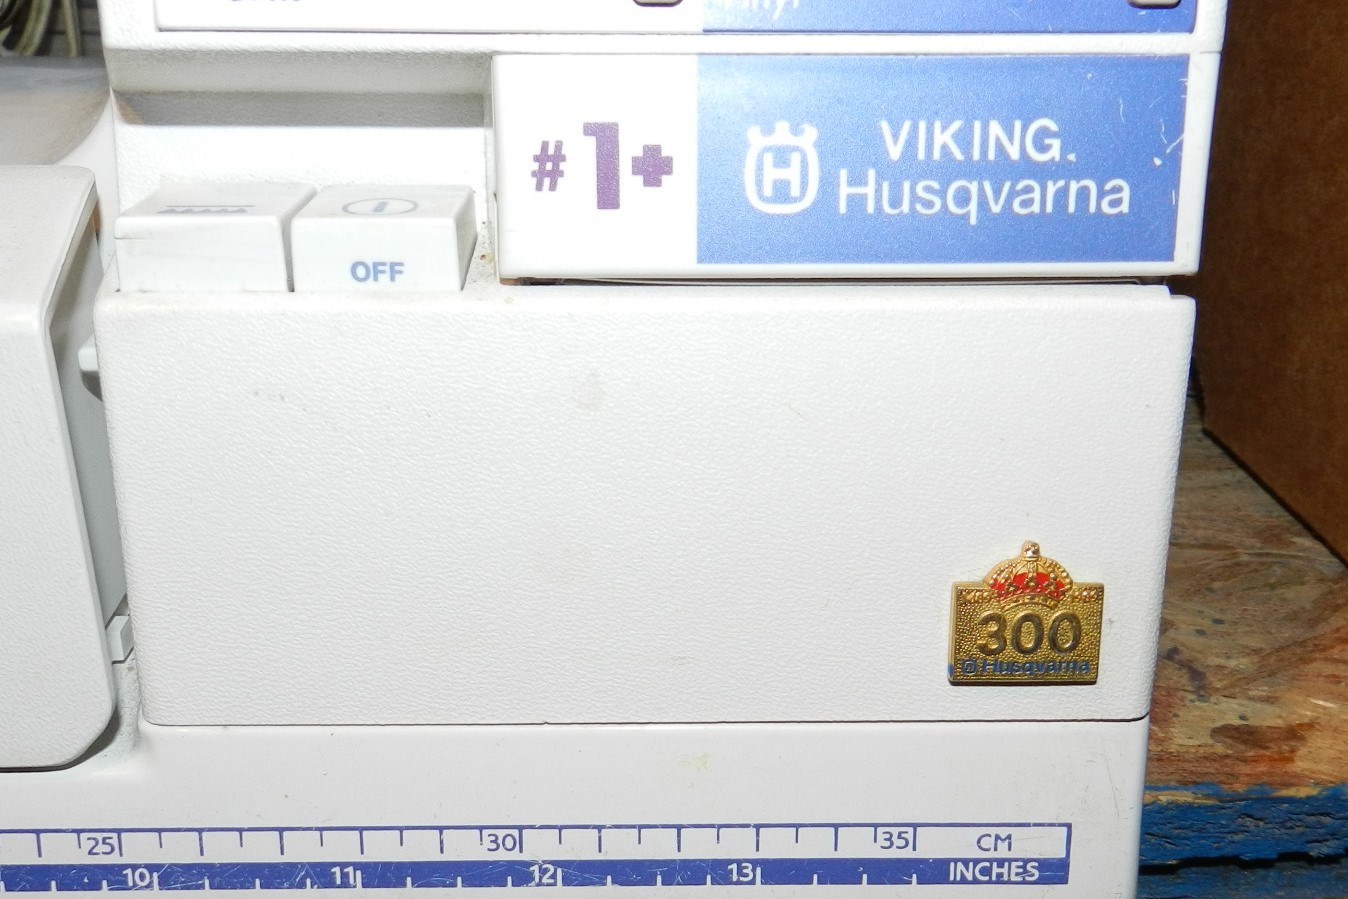 #1+
VIKING.
Husqvarna
OFF
300
Husqvarna
25 30 35 CM
10 11 12 13 INCHES